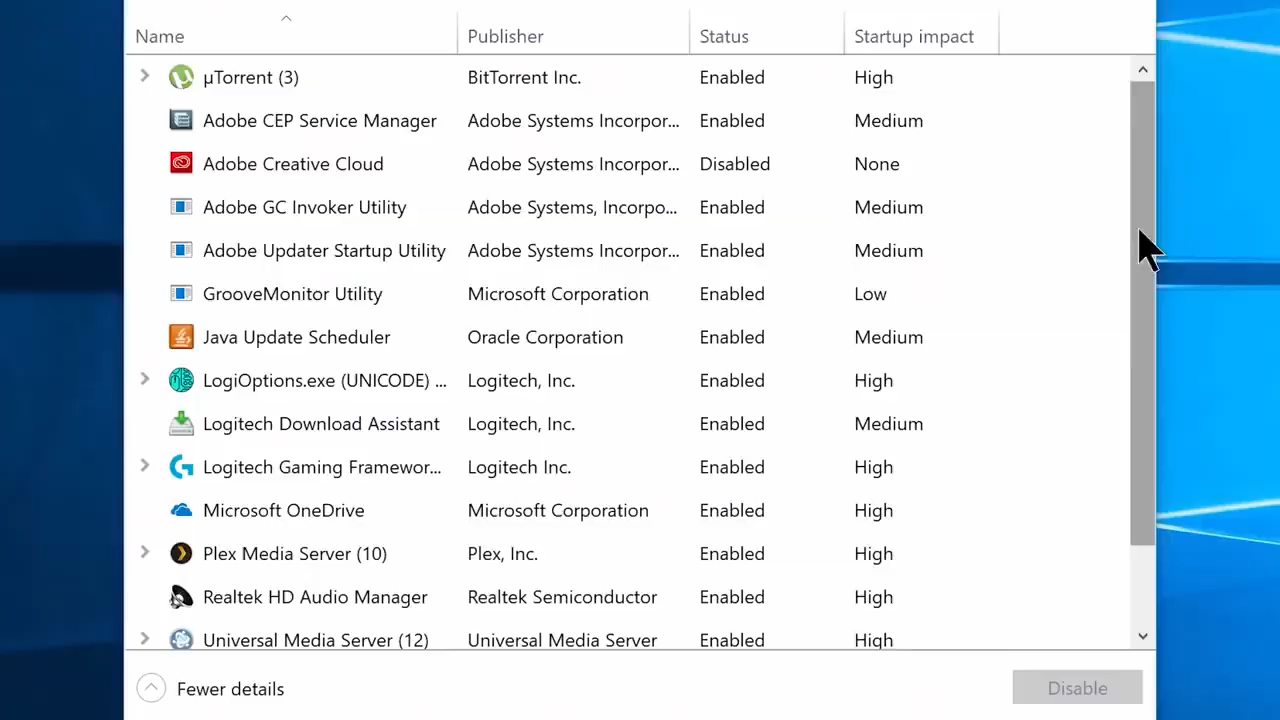 Name Publisher Status Startup impact
µTorrent (3) BitTorrent Inc. Enabled High
Adobe CEP Service Manager Adobe Systems Incorpor... Enabled Medium
Adobe Creative Cloud Adobe Systems Incorpor... Disabled None
Adobe GC Invoker Utility Adobe Systems, Incorpo... Enabled Medium
Adobe Updater Startup Utility Adobe Systems Incorpor... Enabled Medium
GrooveMonitor Utility Microsoft Corporation Enabled Low
Java Update Scheduler Oracle Corporation Enabled Medium
LogiOptions.exe (UNICODE) ... Logitech, Inc. Enabled High
Logitech Download Assistant Logitech, Inc. Enabled Medium
Logitech Gaming Framewor... Logitech Inc. Enabled High
Microsoft OneDrive Microsoft Corporation Enabled High
Plex Media Server (10) Plex, Inc. Enabled High
Realtek HD Audio Manager Realtek Semiconductor Enabled High
Universal Media Server (12) Universal Media Server Enabled High
Fewer details Disable